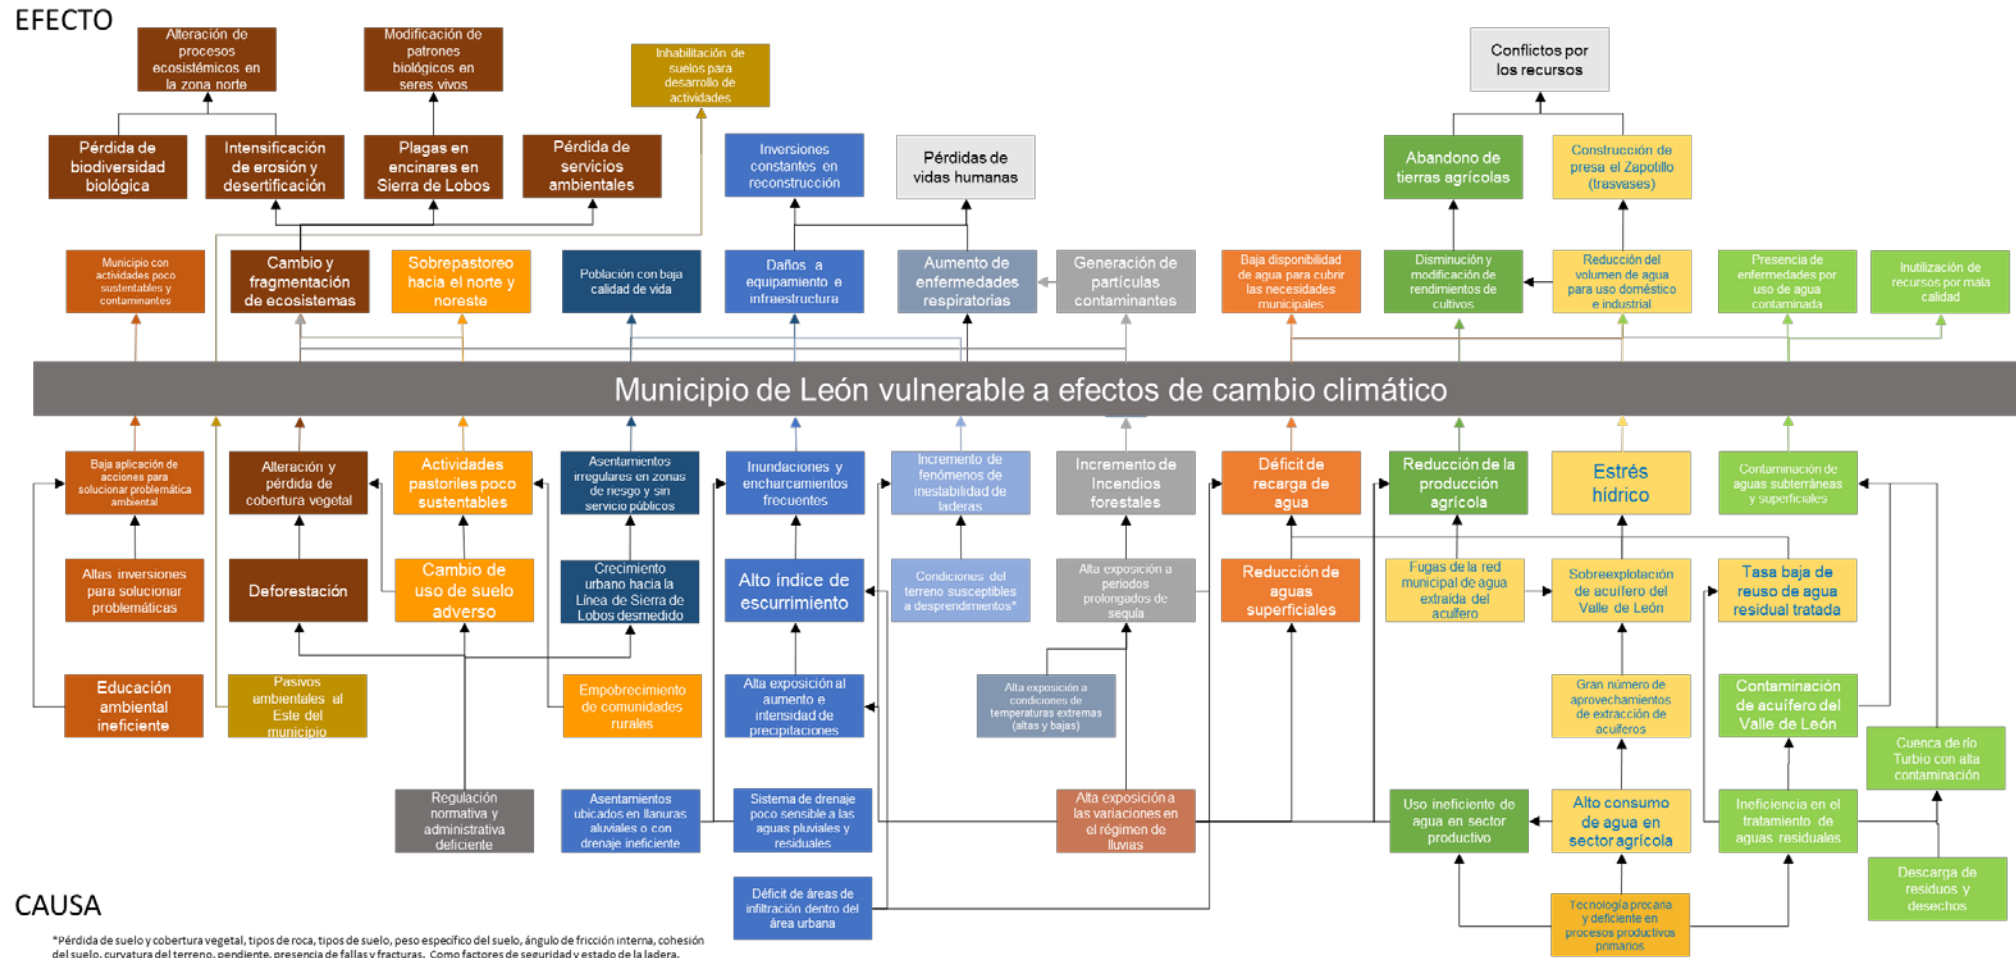 EFECTO
Alteración de
procesos
ecosistémicos en
la zona norte
Modificación de
patrones
biológicos en
seres vivos
Inhabilitación de
suelos para
desarrollo de
actividades
Conflictos por
los recursos
Pérdida de
biodiversidad
biológica
Intensificación
de erosión y
desertificación
Plagas en
encinares en
Sierra de Lobos
Pérdida de
servicios
ambientales
Inversiones
constantes en
reconstrucción
Pérdidas de
vidas humanas
Abandono de
tierras agrícolas
Construcción de
presa el Zapotillo
(trasvases)
Municipio con
actividades poco
sustentables y
contaminantes
Cambio y
fragmentación
de ecosistemas
Sobrepastoreo
hacia el norte y
noreste
Población con baja
calidad de vida
Daños a
equipamiento e
infraestructura
Aumento de
enfermedades
respiratorias
Generación de
partículas
contaminantes
Baja disponibilidad
de agua para cubrir
las necesidades
municipales
Disminución y
modificación de
rendimientos de
cultivos
Reducción del
volumen de agua
para uso doméstico
e industrial
Presencia de
enfermedades por
uso de agua
contaminada
Inutilización de
recursos por mala
calidad
Municipio de León vulnerable a efectos de cambio climático
Baja aplicación de
acciones para
solucionar problemática
ambiental
Alteración y
pérdida de
cobertura vegetal
Actividades
pastoriles poco
sustentables
Asentamientos
irregulares en zonas
de riesgo y sin
servicio públicos
Inundaciones y
encharcamientos
frecuentes
Incremento de
fenómenos de
inestabilidad de
laderas
Incremento de
Incendios
forestales
Déficit de
recarga de
agua
Reducción de la
producción
agrícola
Estrés
hídrico
Contaminación de
aguas subterráneas
y superficiales
Altas inversiones
para solucionar
problemáticas
Deforestación
Cambio de
uso de suelo
adverso
Crecimiento
urbano hacia la
Línea de Sierra de
Lobos desmedido
Alto índice de
escurrimiento
Condiciones del
terreno susceptibles
a desprendimientos*
Alta exposición a
periodos
prolongados de
sequía
Reducción de
aguas
superficiales
Fugas de la red
municipal de agua
extraída del
acuífero
Sobreexplotación
de acuífero del
Valle de León
Tasa baja de
reuso de agua
residual tratada
Educación
ambiental
ineficiente
Pasivos
ambientales al
Este del
municipio
Empobrecimiento
de comunidades
rurales
Alta exposición al
aumento e
intensidad de
precipitaciones
Alta exposición a
condiciones de
temperaturas extremas
(altas y bajas)
Gran número de
aprovechamientos
de extracción de
acuíferos
Contaminación
de acuífero del
Valle de León
Cuenca de río
Turbio con alta
contaminación
Regulación
normativa y
administrativa
deficiente
Asentamientos
ubicados en llanuras
aluviales o con
drenaje ineficiente
Sistema de drenaje
poco sensible a las
aguas pluviales y
residuales
Alta exposición a
las variaciones en
el régimen de
lluvias
Uso ineficiente de
agua en sector
productivo
Alto consumo
de agua en
sector agrícola
Ineficiencia en el
tratamiento de
aguas residuales
Déficit de áreas de
infiltración dentro del
área urbana
Tecnología precaria
y deficiente en
procesos productivos
primarios
Descarga de
residuos y
desechos
CAUSA
*Pérdida de suelo y cobertura vegetal, tipos de roca, tipos de suelo, peso específico del suelo, ángulo de fricción interna, cohesión
del suelo, curvatura del terreno, pendiente, presencia de fallas y fracturas. Como factores de seguridad y estado de la ladera.